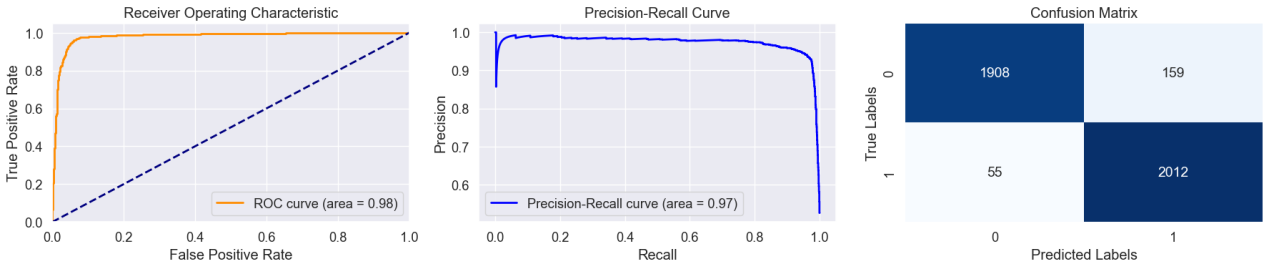 Receiver Operating Characteristic
1.0
0.8
0.6
0.4
0.2
0.0
True Positive Rate
ROC curve (area = 0.98)
0.0 0.2 0.4 0.6 0.8 1.0
False Positive Rate
Precision-Recall Curve
1.0
0.9
0.8
0.7
0.6
Precision
Precision-Recall curve (area = 0.97)
0.0 0.2 0.4 0.6 0.8 1.0
Recall
Confusion Matrix
True Labels
0
1908 159
1
55 2012
0 1
Predicted Labels